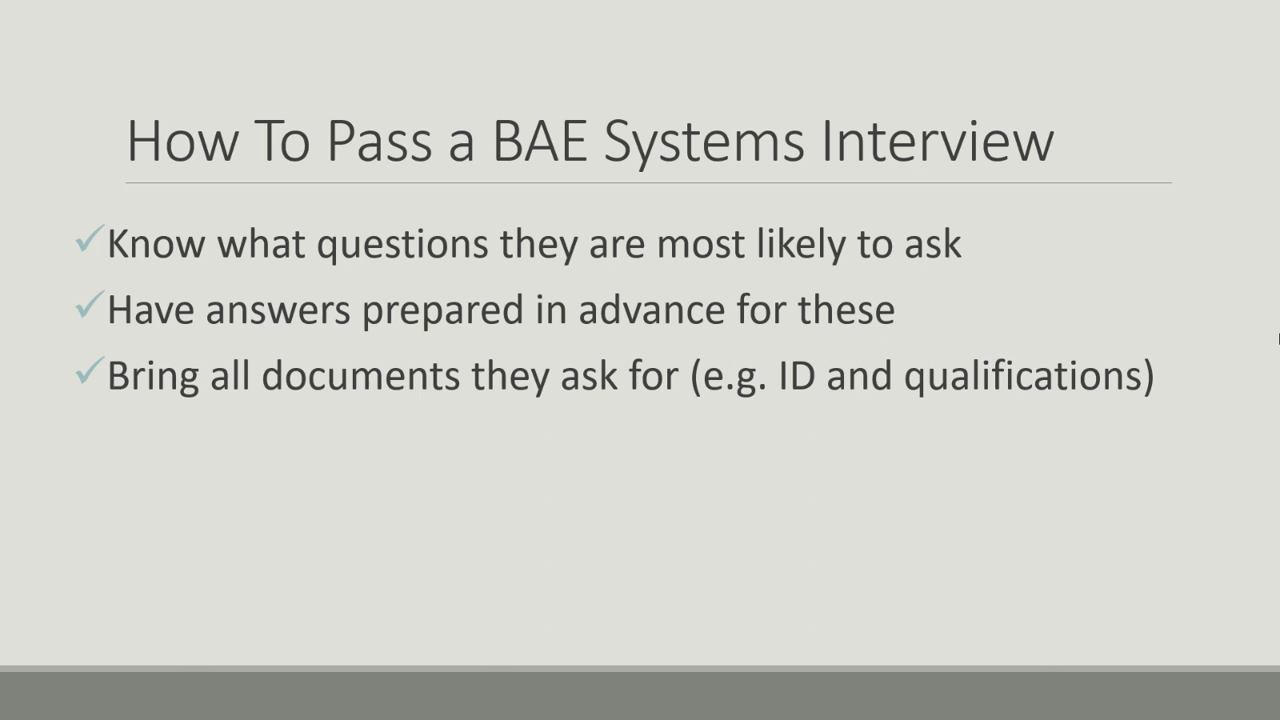 How To Pass a BAE Systems Interview
✓Know what questions they are most likely to ask
✓Have answers prepared in advance for these
✓Bring all documents they ask for (e.g. ID and qualifications)